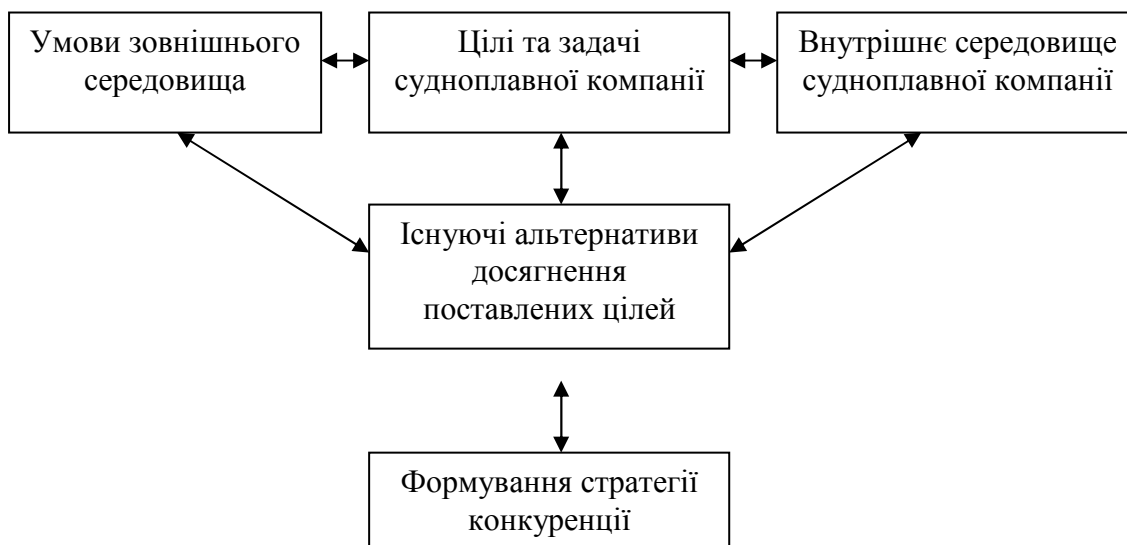 Умови зовнішнього
середовища
Цілі та задачі
судноплавної компанії
Внутрішнє середовище
судноплавної компанії
Існуючі альтернативи
досягнення
поставлених цілей
Формування стратегії
конкуренції